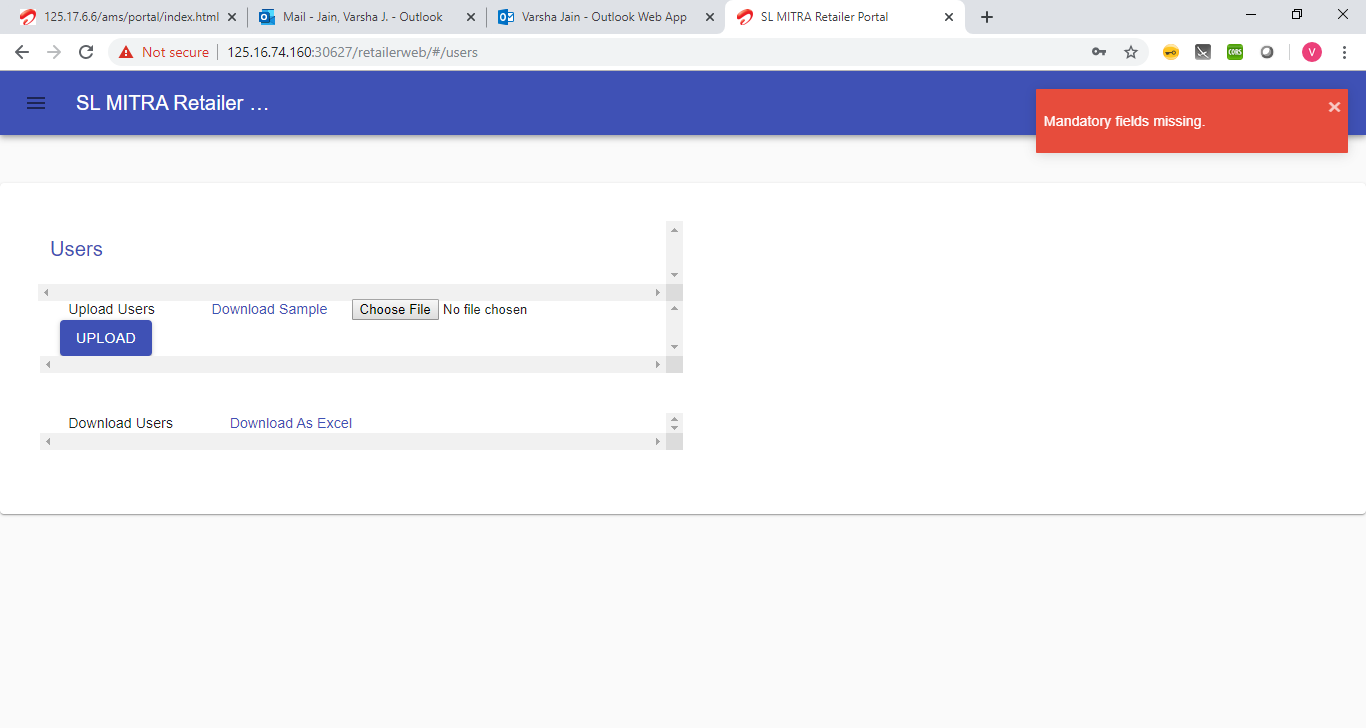 125.17.6.6/ams/portal/index.html
Mail - Jain, Varsha J. - Outlook
Varsha Jain - Outlook Web App
SL MITRA Retailer Portal
Not secure
125.16.74.160:30627/retailerweb/#/users
CORS
V
SL MITRA Retailer ...
Mandatory fields missing.
Users
Upload Users Download Sample Choose File No file chosen
UPLOAD
Download Users Download As Excel